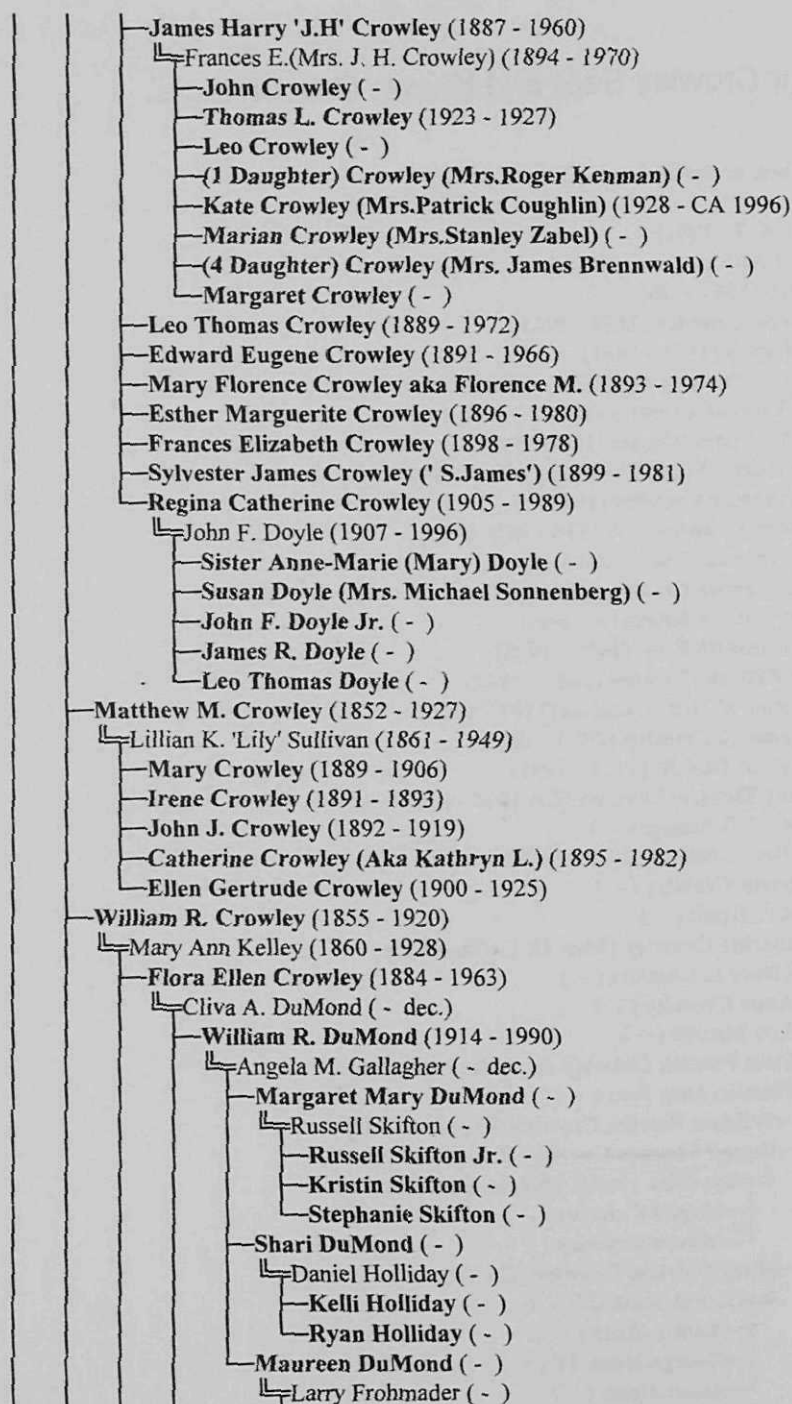 James Harry 'J.H' Crowley (1887 - 1960)
Frances E.(Mrs. J. H. Crowley) (1894 - 1970)
John Crowley ( - )
Thomas L. Crowley (1923 - 1927)
Leo Crowley ( - )
(1 Daughter) Crowley (Mrs.Roger Kenman) ( - )
Kate Crowley (Mrs.Patrick Coughlin) (1928 - CA 1996)
Marian Crowley (Mrs.Stanley Zabel) ( - )
(4 Daughter) Crowley (Mrs. James Brennwald) ( - )
Margaret Crowley ( - )
Leo Thomas Crowley (1889 - 1972)
Edward Eugene Crowley (1891 - 1966)
Mary Florence Crowley aka Florence M. (1893 - 1974)
Esther Marguerite Crowley (1896 - 1980)
Frances Elizabeth Crowley (1898 - 1978)
Sylvester James Crowley (' S.James') (1899 - 1981)
Regina Catherine Crowley (1905 - 1989)
John F. Doyle (1907 - 1996)
Sister Anne-Marie (Mary) Doyle ( - )
Susan Doyle (Mrs. Michael Sonnenberg) ( - )
John F. Doyle Jr. ( - )
James R. Doyle ( - )
Leo Thomas Doyle ( - )
Matthew M. Crowley (1852 - 1927)
Lillian K. 'Lily' Sullivan (1861 - 1949)
Mary Crowley (1889 - 1906)
Irene Crowley (1891 - 1893)
John J. Crowley (1892 - 1919)
Catherine Crowley (Aka Kathryn L.) (1895 - 1982)
Ellen Gertrude Crowley (1900 - 1925)
William R. Crowley (1855 - 1920)
Mary Ann Kelley (1860 - 1928)
Flora Ellen Crowley (1884 - 1963)
Cliva A. DuMond ( - dec.)
William R. DuMond (1914 - 1990)
Angela M. Gallagher ( - dec.)
Margaret Mary DuMond ( - )
Russell Skifton ( - )
Russell Skifton Jr. ( - )
Kristin Skifton ( - )
Stephanie Skifton ( - )
Shari DuMond ( - )
Daniel Holliday ( - )
Kelli Holliday ( - )
Ryan Holliday ( - )
Maureen DuMond ( - )
Larry Frohmader ( - )